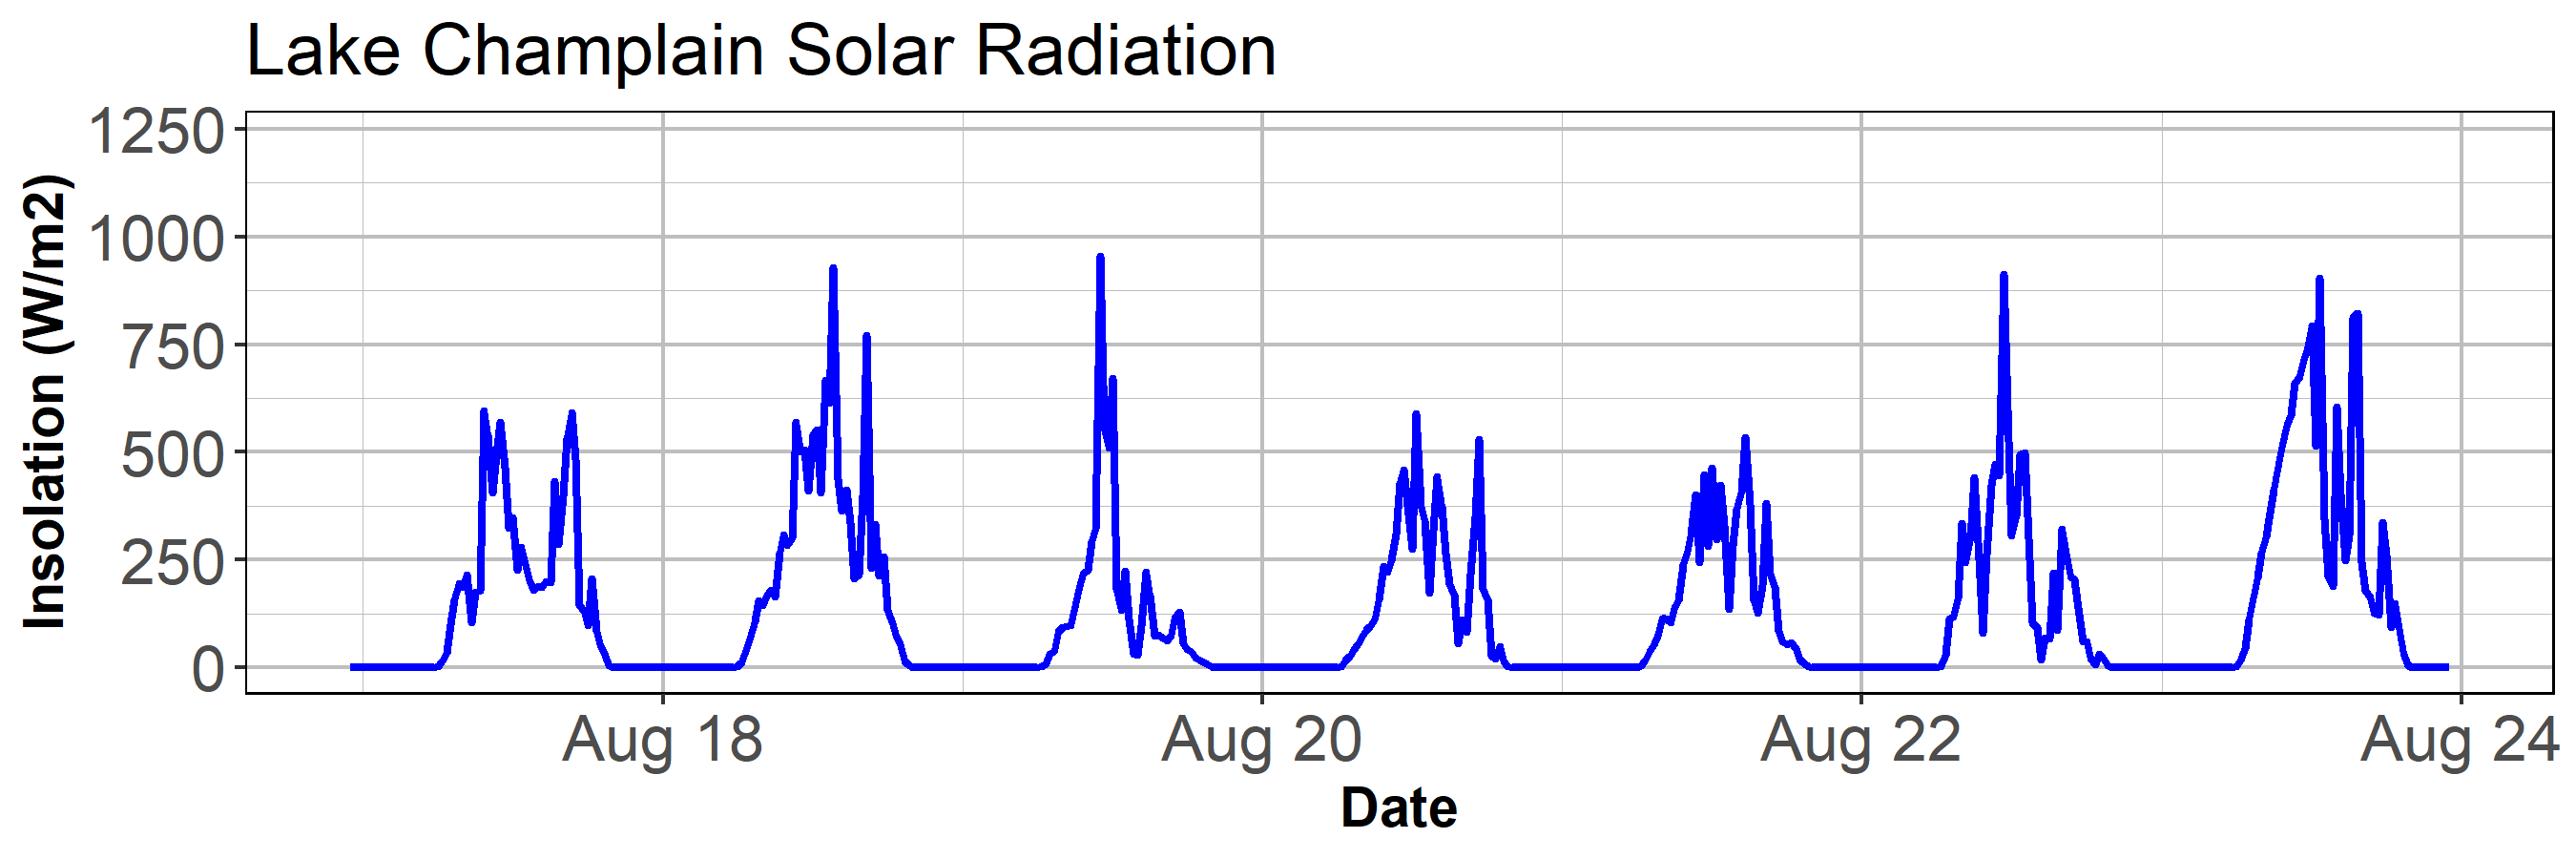 Lake Champlain Solar Radiation
Insolation (W/m2)
1250
1000
750
500
250
0
Aug 18 Aug 20 Aug 22 Aug 24
Date